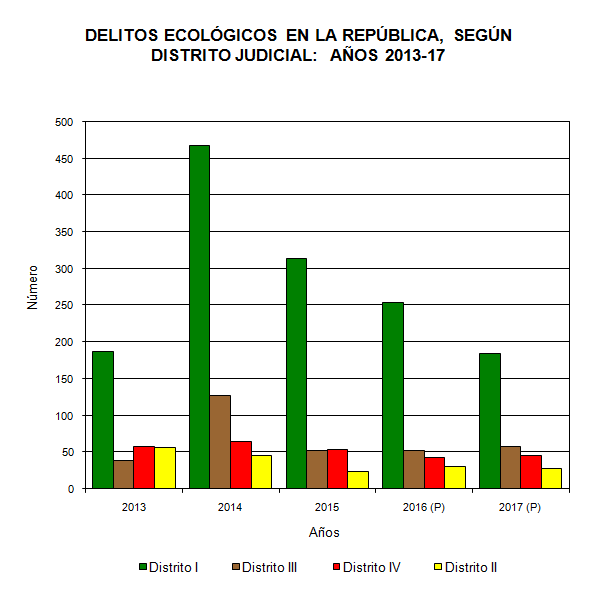 DELITOS ECOLÓGICOS EN LA REPÚBLICA, SEGÚN
DISTRITO JUDICIAL: AÑOS 2013-17
500
450
400
350
300
250
200
150
100
50
0
Número
2013
2014
2015
2016 (P)
2017 (P)
Años
Distrito I
Distrito III
Distrito IV
Distrito II